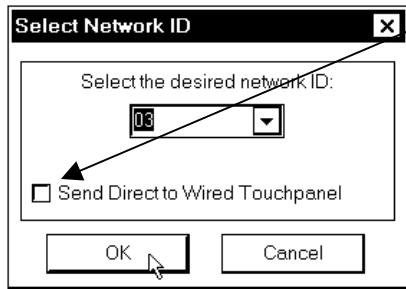 Select Network ID
Select the desired network ID:
03
Send Direct to Wired Touchpanel
OK
Cancel